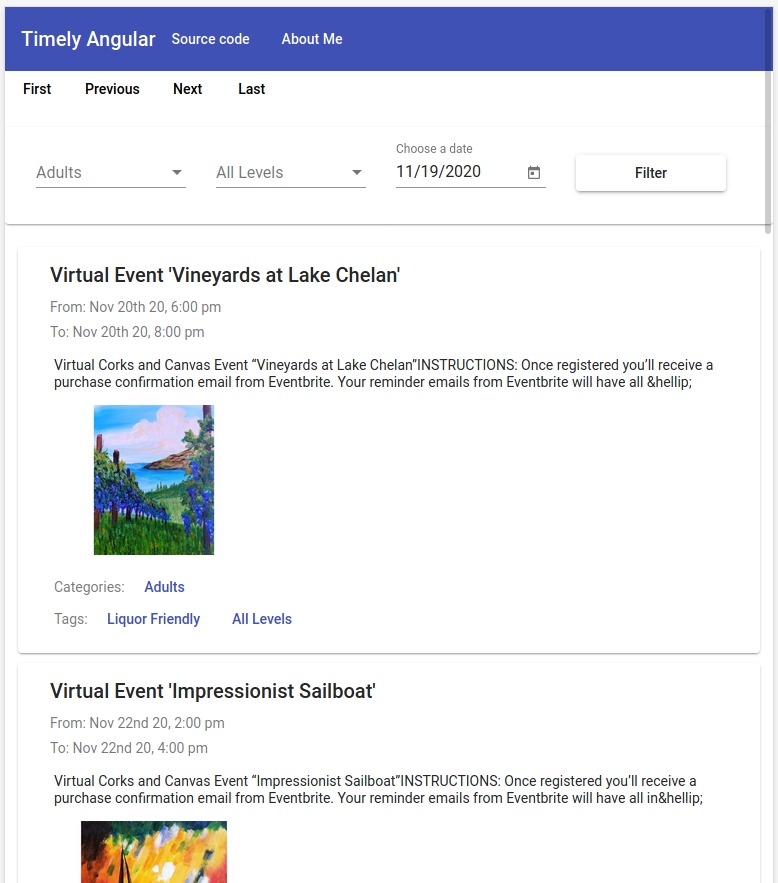 Timely Angular Source code About Me
First Previous Next Last
Choose a date
Adults All Levels 11/19/2020 Filter
Virtual Event 'Vineyards at Lake Chelan'
From: Nov 20th 20, 6:00 pm
To: Nov 20th 20, 8:00 pm
Virtual Corks and Canvas Event “Vineyards at Lake Chelan”INSTRUCTIONS: Once registered you’ll receive a
purchase confirmation email from Eventbrite. Your reminder emails from Eventbrite will have all &hellip;
Categories: Adults
Tags: Liquor Friendly All Levels
Virtual Event 'Impressionist Sailboat'
From: Nov 22nd 20, 2:00 pm
To: Nov 22nd 20, 4:00 pm
Virtual Corks and Canvas Event “Impressionist Sailboat”INSTRUCTIONS: Once registered you’ll receive a
purchase confirmation email from Eventbrite. Your reminder emails from Eventbrite will have all in&hellip;